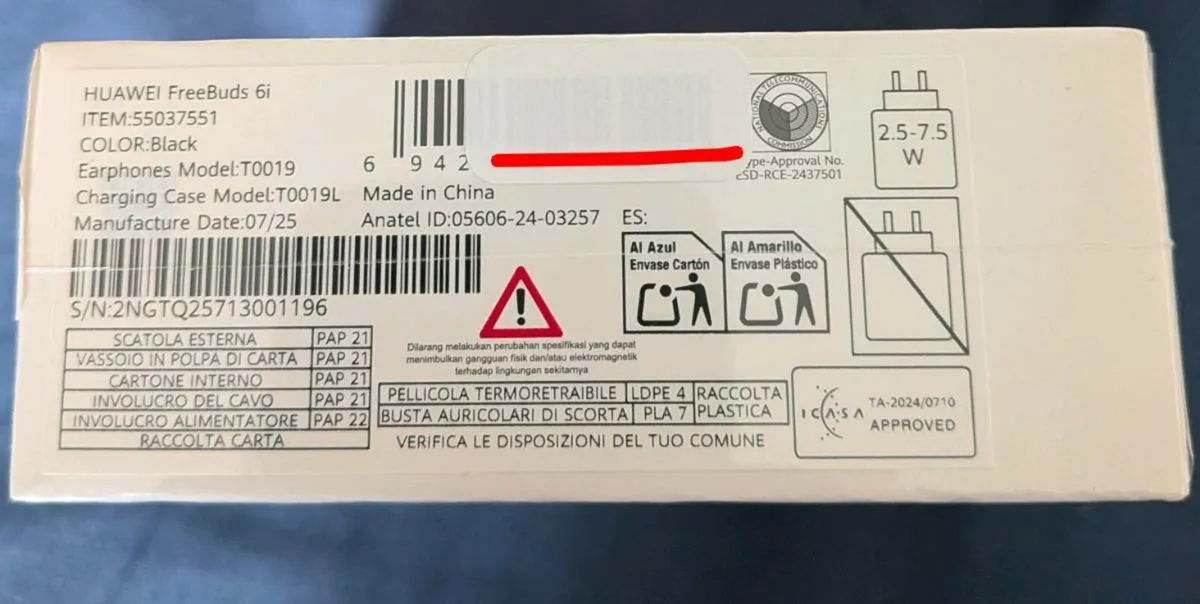 HUAWEI FreeBuds 6i
ITEM:55037551
COLOR:Black
Earphones Model:T0019
Charging Case Model:T0019L
Manufacture Date:07/25
6 942
Made in China
Anatel ID:05606-24-03257
NATIONAL TELECOMMUNICATIONS COMMISSION
ype-Approval No.
ESD-RCE-2437501
2.5-7.5
W
S/N:2NGTQ25713001196
ES:
Al Azul
Envase Cartón
Al Amarillo
Envase Plástico
Dilarang melakukan perubahan spesifikasi yang dapat
menimbulkan gangguan fisik dan/atau elektromagnetik
terhadap lingkungan sekitarnya
SCATOLA ESTERNA PAP 21
VASSOIO IN POLPA DI CARTA PAP 21
CARTONE INTERNO PAP 21
INVOLUCRO DEL CAVO PAP 21
INVOLUCRO ALIMENTATORE PAP 22
RACCOLTA CARTA
PELLICOLA TERMORETRAIBILE LDPE 4 RACCOLTA
BUSTA AURICOLARI DI SCORTA PLA 7 PLASTICA
VERIFICA LE DISPOSIZIONI DEL TUO COMUNE
ICASA
TA-2024/0710
APPROVED